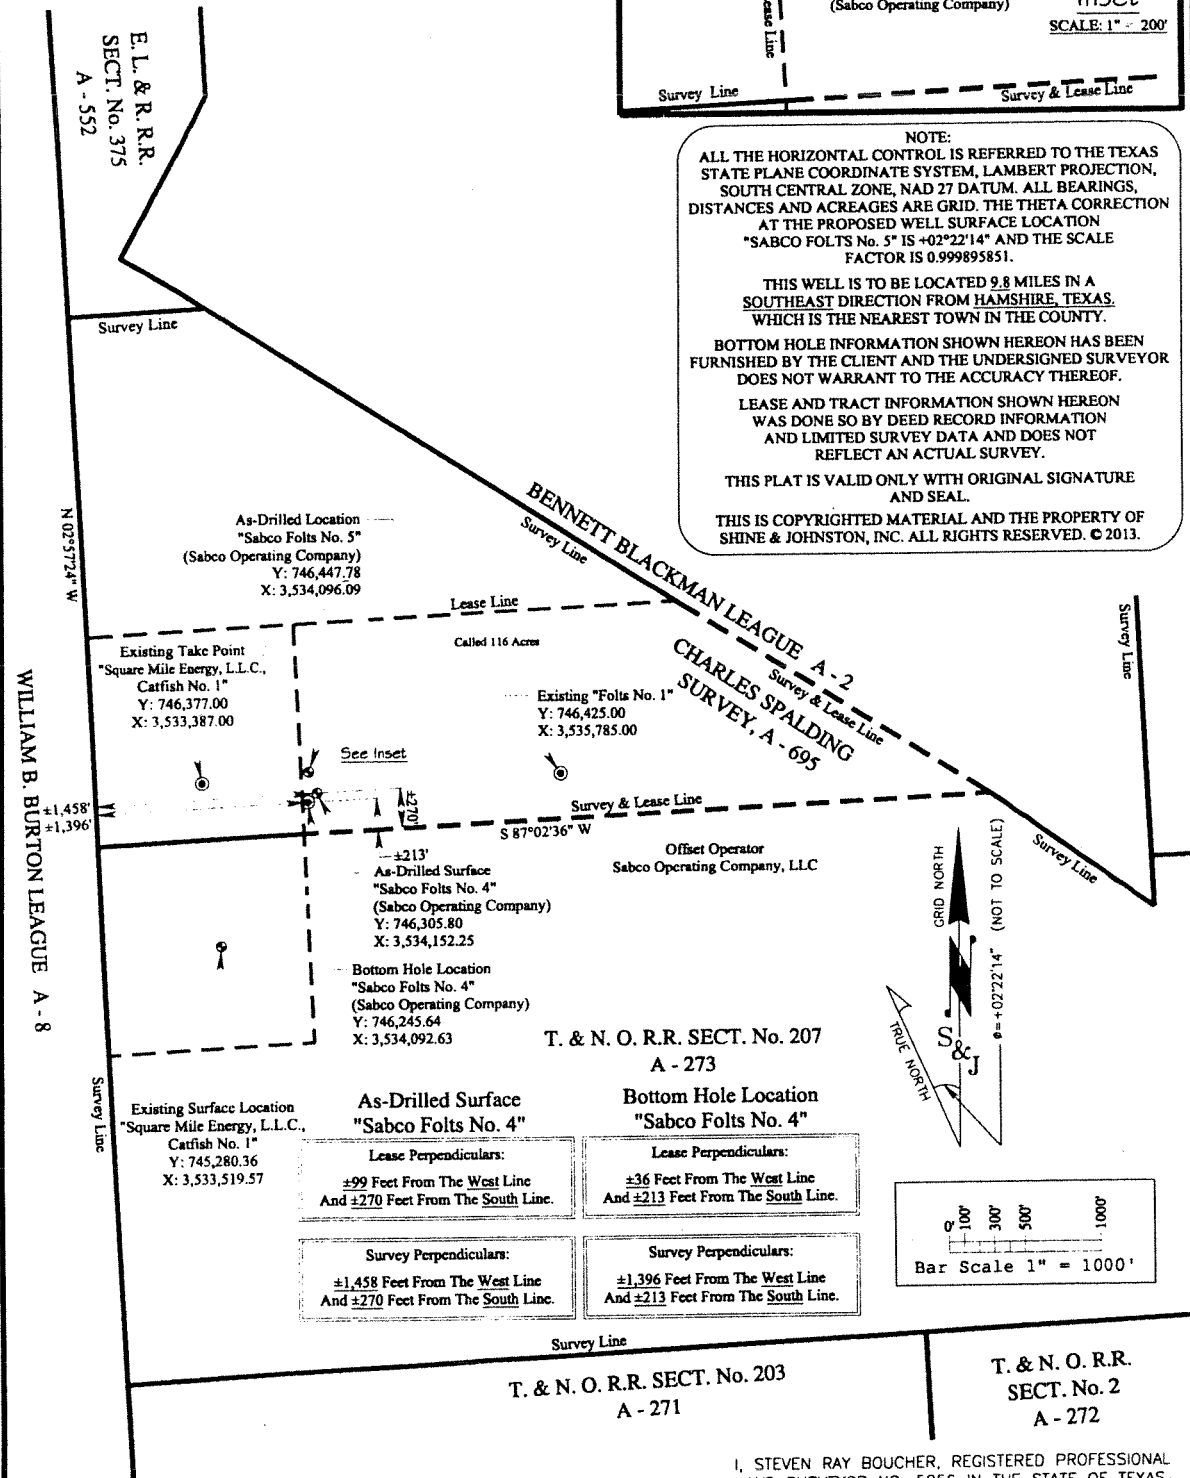 (Sabco Operating Company)
Inset
SCALE: 1" = 200'
Lease Line
Survey Line
Survey & Lease Line
E. L. & R. R.R.
SECT. No. 375
A - 552
NOTE:
ALL THE HORIZONTAL CONTROL IS REFERRED TO THE TEXAS
STATE PLANE COORDINATE SYSTEM, LAMBERT PROJECTION,
SOUTH CENTRAL ZONE, NAD 27 DATUM. ALL BEARINGS,
DISTANCES AND ACREAGES ARE GRID. THE THETA CORRECTION
AT THE PROPOSED WELL SURFACE LOCATION
"SABCO FOLTS No. 5" IS +02°22'14" AND THE SCALE
FACTOR IS 0.999895851.
THIS WELL IS TO BE LOCATED 9.8 MILES IN A
SOUTHEAST DIRECTION FROM HAMSHIRE, TEXAS.
WHICH IS THE NEAREST TOWN IN THE COUNTY.
BOTTOM HOLE INFORMATION SHOWN HEREON HAS BEEN
FURNISHED BY THE CLIENT AND THE UNDERSIGNED SURVEYOR
DOES NOT WARRANT TO THE ACCURACY THEREOF.
LEASE AND TRACT INFORMATION SHOWN HEREON
WAS DONE SO BY DEED RECORD INFORMATION
AND LIMITED SURVEY DATA AND DOES NOT
REFLECT AN ACTUAL SURVEY.
THIS PLAT IS VALID ONLY WITH ORIGINAL SIGNATURE
AND SEAL.
THIS IS COPYRIGHTED MATERIAL AND THE PROPERTY OF
SHINE & JOHNSTON, INC. ALL RIGHTS RESERVED. © 2013.
Survey Line
N 02°57'24" W
As-Drilled Location
"Sabco Folts No. 5"
(Sabco Operating Company)
Y: 746,447.78
X: 3,534,096.09
BENNETT BLACKMAN LEAGUE A - 2
Survey Line
Lease Line
Called 116 Acres
Survey Line
Existing Take Point
"Square Mile Energy, L.L.C.,
Catfish No. 1"
Y: 746,377.00
X: 3,533,387.00
Existing "Folts No. 1"
Y: 746,425.00
X: 3,535,785.00
CHARLES SPALDING
SURVEY, A - 695
Survey & Lease Line
See Inset
WILLIAM B. BURTON LEAGUE A - 8
±1,458'
±1,396'
±270'
Survey & Lease Line
S 87°02'36" W
Survey Line
±213'
As-Drilled Surface
"Sabco Folts No. 4"
(Sabco Operating Company)
Y: 746,305.80
X: 3,534,152.25
Offset Operator
Sabco Operating Company, LLC
Bottom Hole Location
"Sabco Folts No. 4"
(Sabco Operating Company)
Y: 746,245.64
X: 3,534,092.63
GRID NORTH
TRUE NORTH
S&J
ø=+02°22'14" (NOT TO SCALE)
T. & N. O. R.R. SECT. No. 207
A - 273
Survey Line
Existing Surface Location
"Square Mile Energy, L.L.C.,
Catfish No. 1"
Y: 745,280.36
X: 3,533,519.57
As-Drilled Surface
"Sabco Folts No. 4"
Lease Perpendiculars:
±99 Feet From The West Line
And ±270 Feet From The South Line.
Survey Perpendiculars:
±1,458 Feet From The West Line
And ±270 Feet From The South Line.
Bottom Hole Location
"Sabco Folts No. 4"
Lease Perpendiculars:
±36 Feet From The West Line
And ±213 Feet From The South Line.
Survey Perpendiculars:
±1,396 Feet From The West Line
And ±213 Feet From The South Line.
0' 100' 300' 500' 1000'
Bar Scale 1" = 1000'
Survey Line
T. & N. O. R.R. SECT. No. 203
A - 271
T. & N. O. R.R.
SECT. No. 2
A - 272
I, STEVEN RAY BOUCHER, REGISTERED PROFESSIONAL
IN THE STATE OF TEXAS,